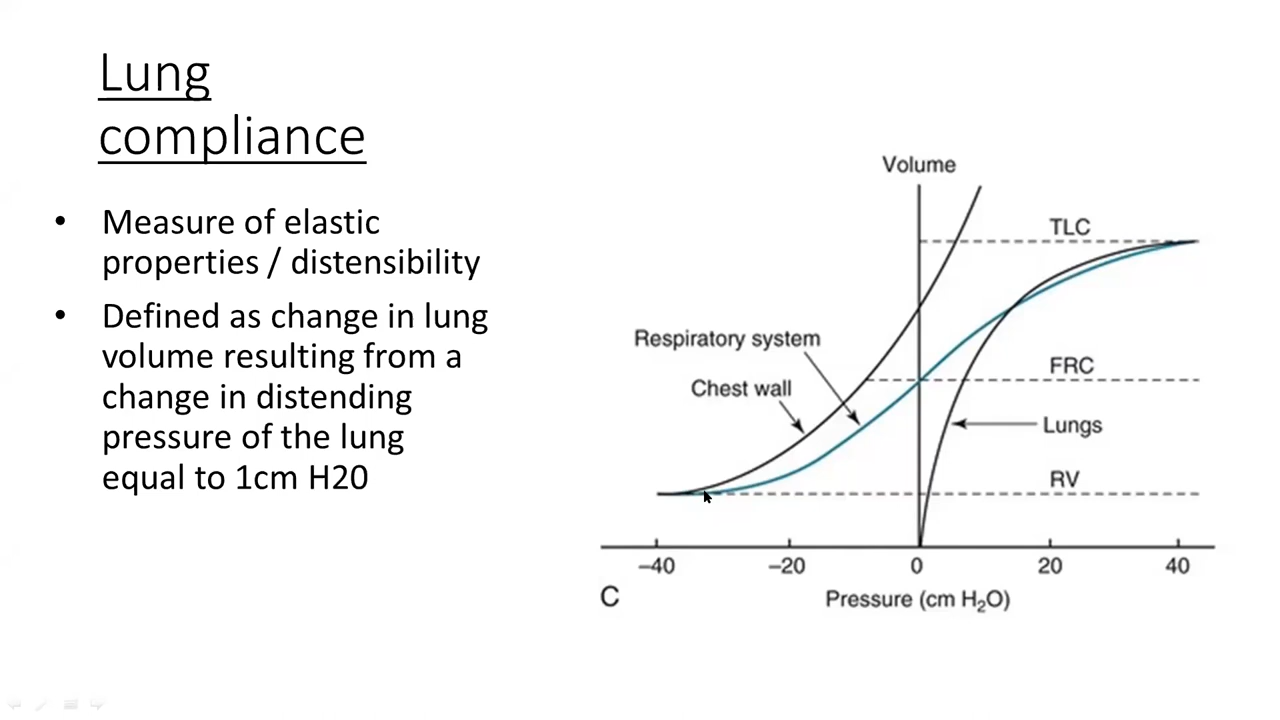 Lung
compliance
• Measure of elastic
properties / distensibility
• Defined as change in lung
volume resulting from a
change in distending
pressure of the lung
equal to 1cm H20
Volume
TLC
Respiratory system
FRC
Chest wall
Lungs
RV
–40
–20
0
20
40
C
Pressure (cm H₂O)